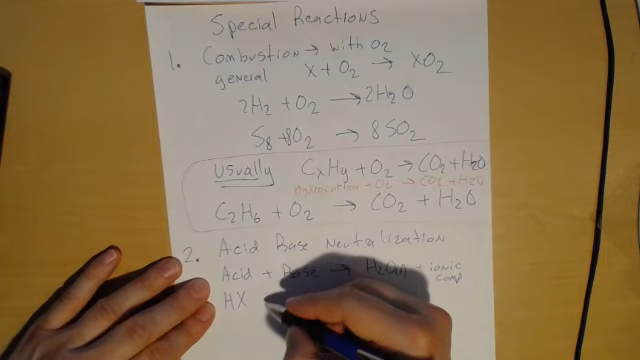 Special Reactions
1. Combustion → with O2
general X + O2 → XO2
2H2 + O2 → 2H2O
S8 + 8O2 → 8SO2
Usually CxHy + O2 → CO2 + H2O
Hydrocarbon + O2 → CO2 + H2O
C2H6 + O2 → CO2 + H2O
2. Acid Base Neutralization
Acid + Base → + ionic
comp
HX